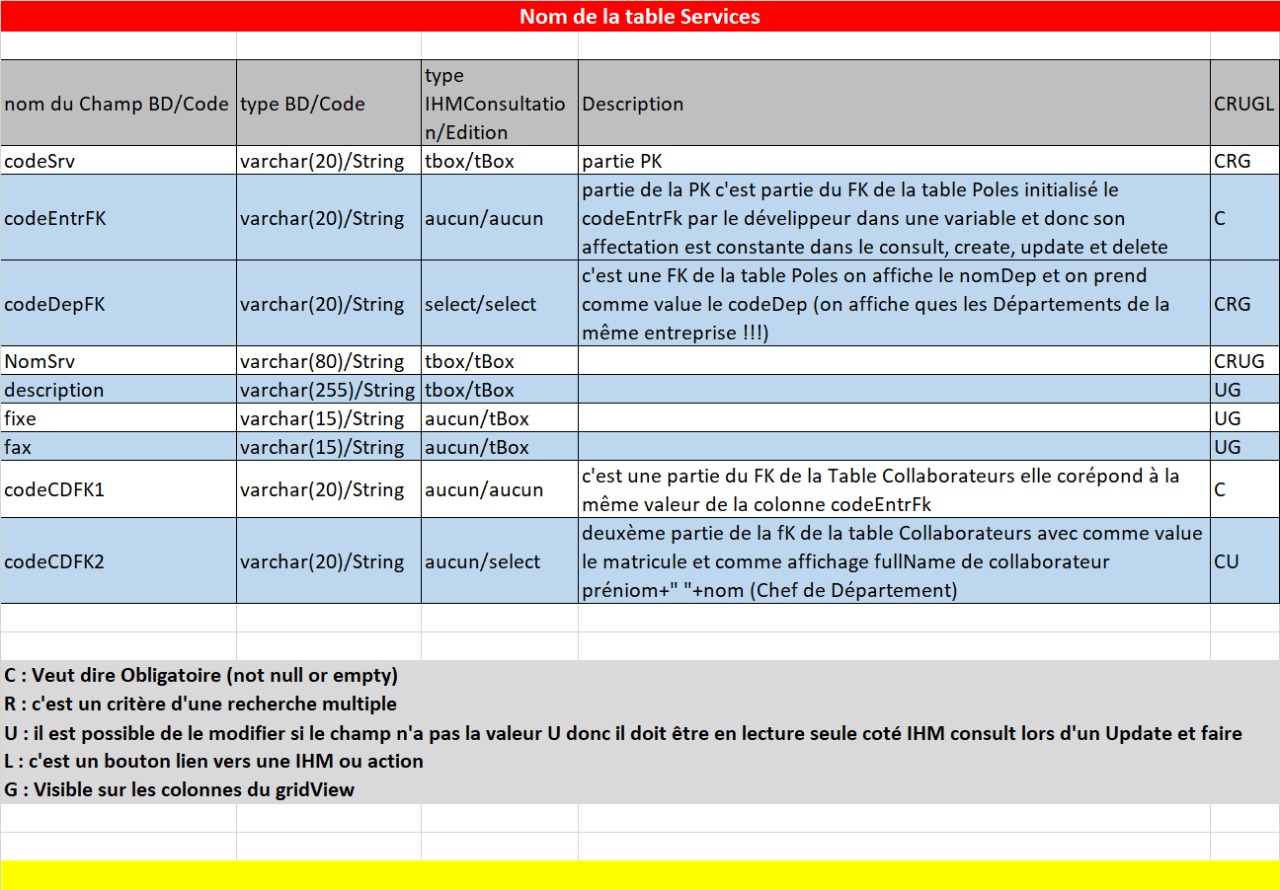 Nom de la table Services
nom du Champ BD/Code type BD/Code type IHMConsultatio n/Edition Description CRUGL
codeSrv varchar(20)/String tbox/tBox partie PK CRG
codeEntrFK varchar(20)/String aucun/aucun partie de la PK c'est partie du FK de la table Poles initialisé le
codeEntrFk par le dévelippeur dans une variable et donc son
affectation est constante dans le consult, create, update et delete C
codeDepFK varchar(20)/String select/select c'est une FK de la table Poles on affiche le nomDep et on prend
comme value le codeDep (on affiche ques les Départements de la
même entreprise !!!) CRG
NomSrv varchar(80)/String tbox/tBox CRUG
description varchar(255)/String tbox/tBox UG
fixe varchar(15)/String aucun/tBox UG
fax varchar(15)/String aucun/tBox UG
codeCDFK1 varchar(20)/String aucun/aucun c'est une partie du FK de la Table Collaborateurs elle corépond à la
même valeur de la colonne codeEntrFk C
codeCDFK2 varchar(20)/String aucun/select deuxème partie de la fK de la table Collaborateurs avec comme value
le matricule et comme affichage fullName de collaborateur
préniom+" "+nom (Chef de Département) CU
C : Veut dire Obligatoire (not null or empty)
R : c'est un critère d'une recherche multiple
U : il est possible de le modifier si le champ n'a pas la valeur U donc il doit être en lecture seule coté IHM consult lors d'un Update et faire
L : c'est un bouton lien vers une IHM ou action
G : Visible sur les colonnes du gridView